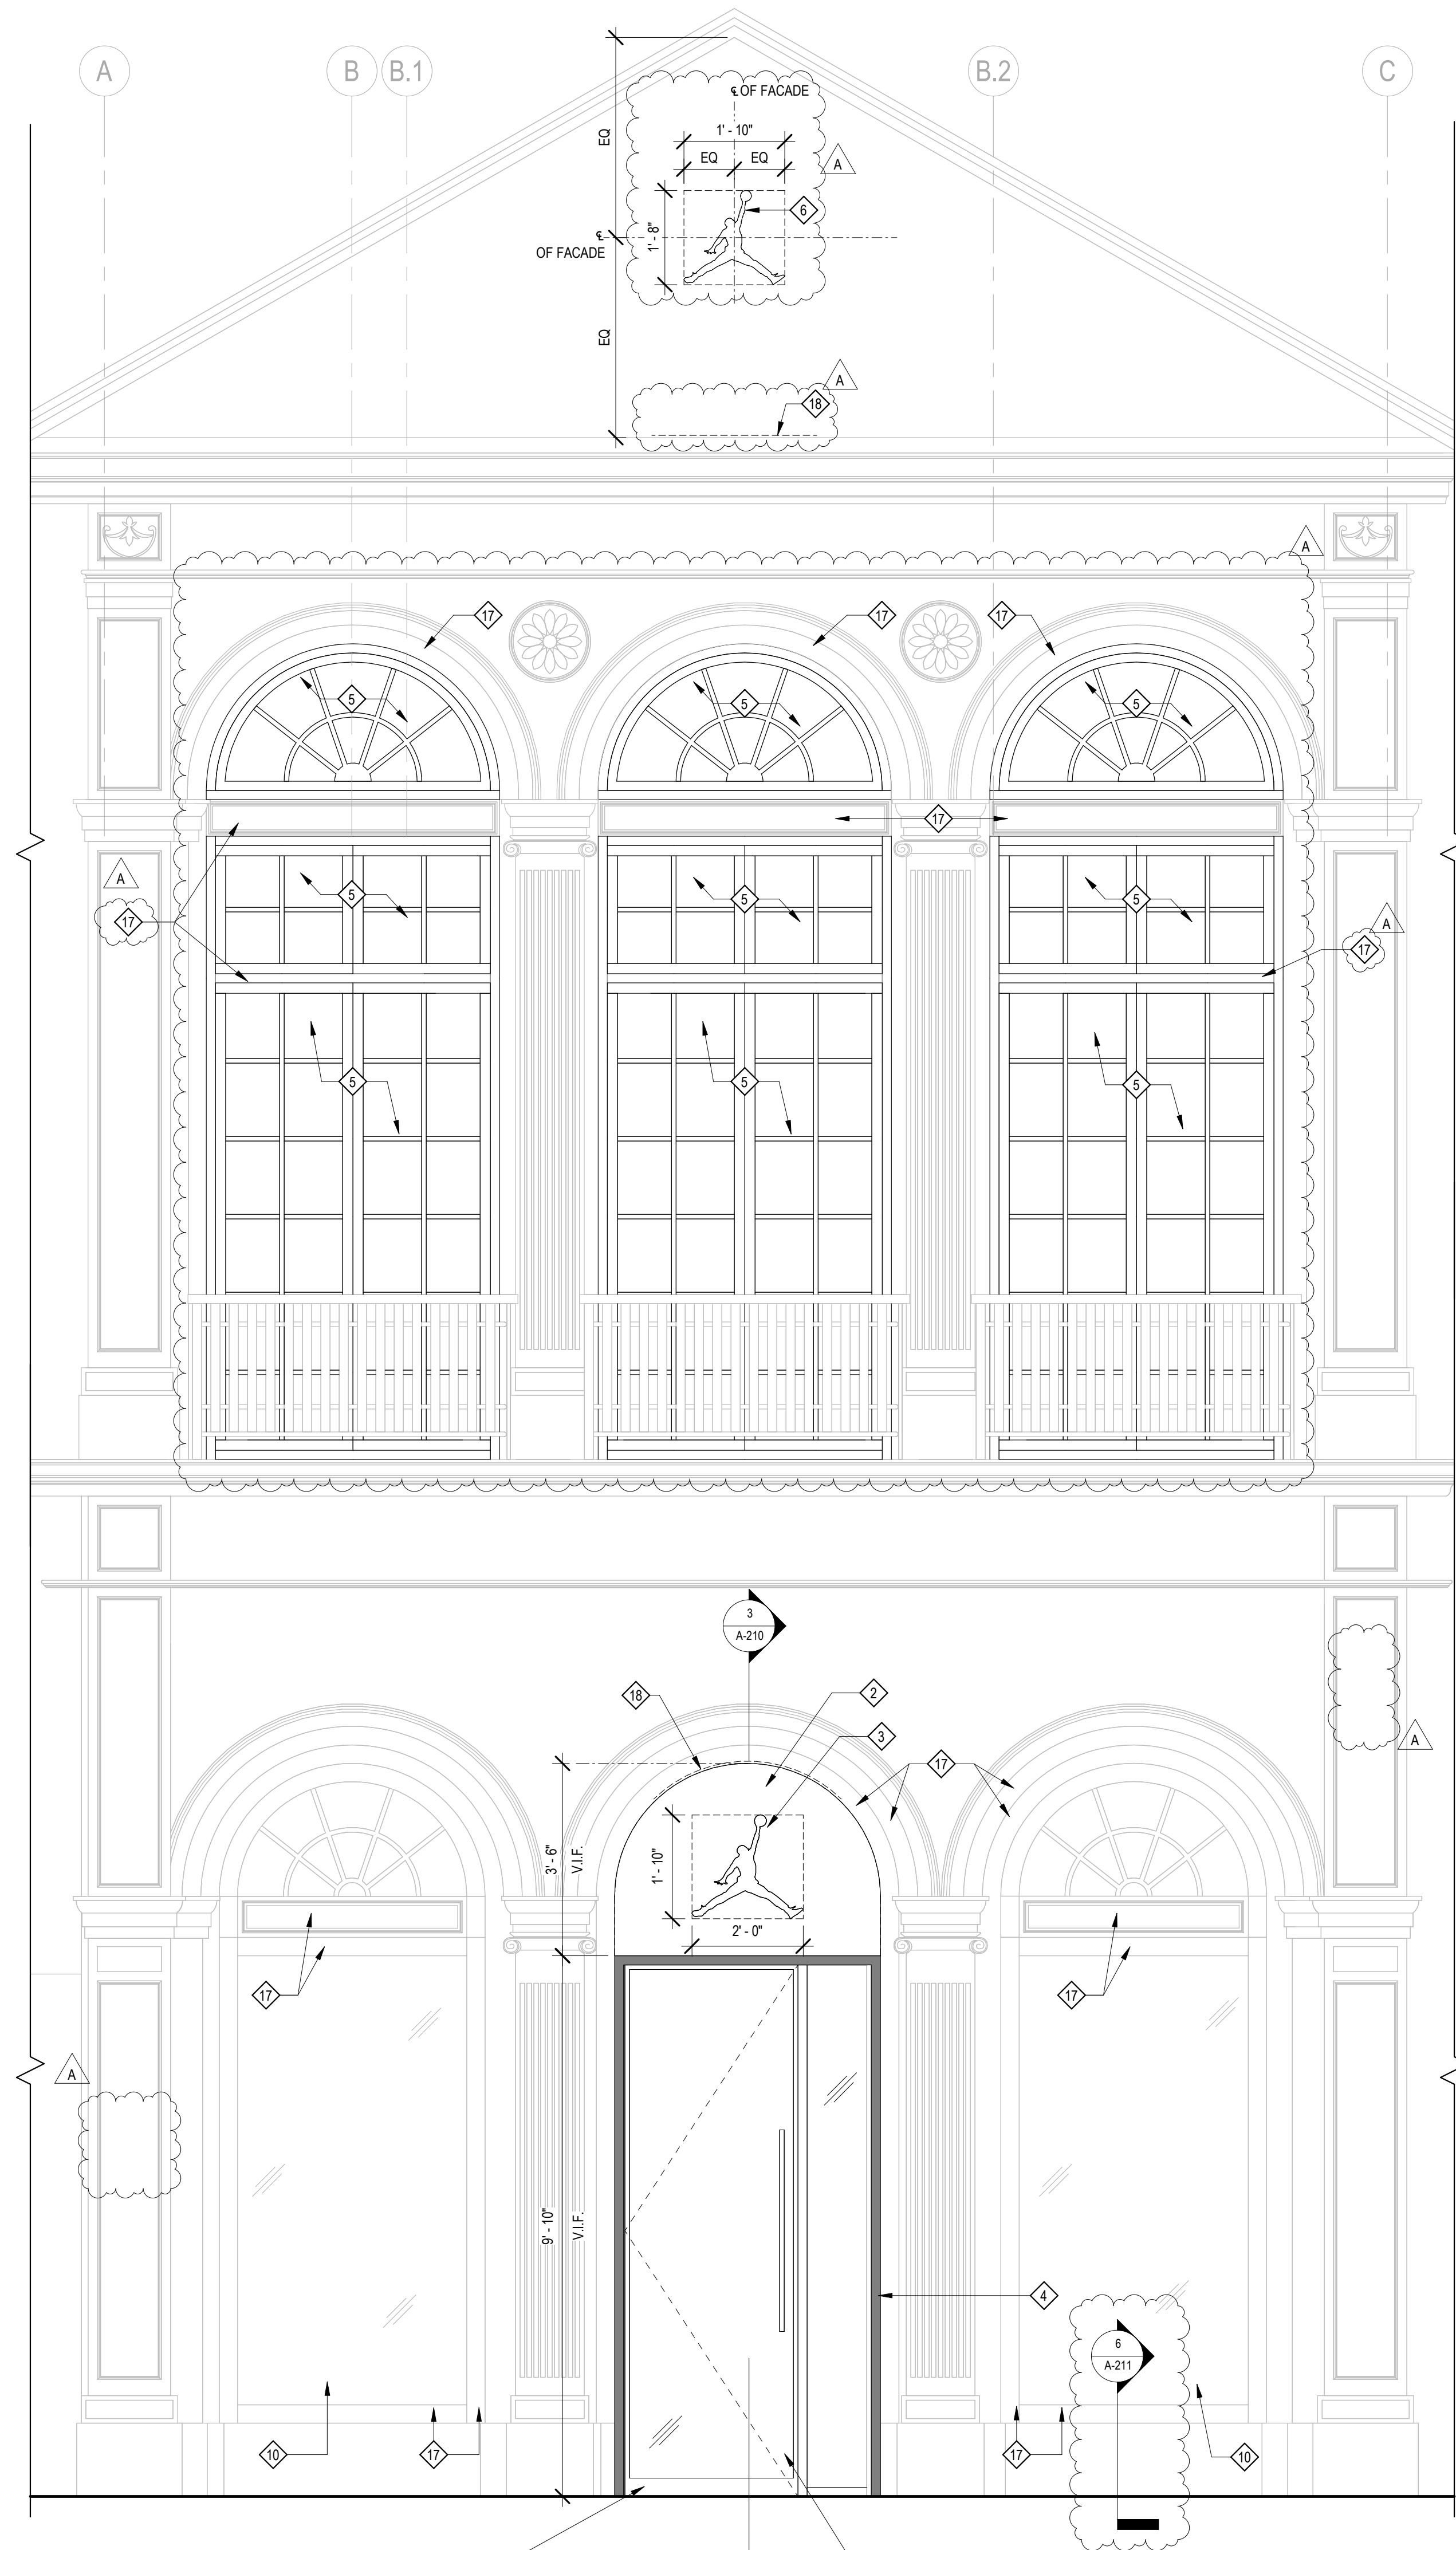 A
B
B.1
B.2
C
℄ OF FACADE
1' - 10"
EQ
EQ
EQ
A
6
1' - 8"
℄
OF FACADE
EQ
A
18
A
17
17
17
5
5
5
17
A
17
5
5
5
A
17
5
5
5
3
A-210
18
2
3
17
A
3' - 6"
V.I.F.
1' - 10"
2' - 0"
17
17
A
9' - 10"
V.I.F.
4
6
A-211
10
17
17
10